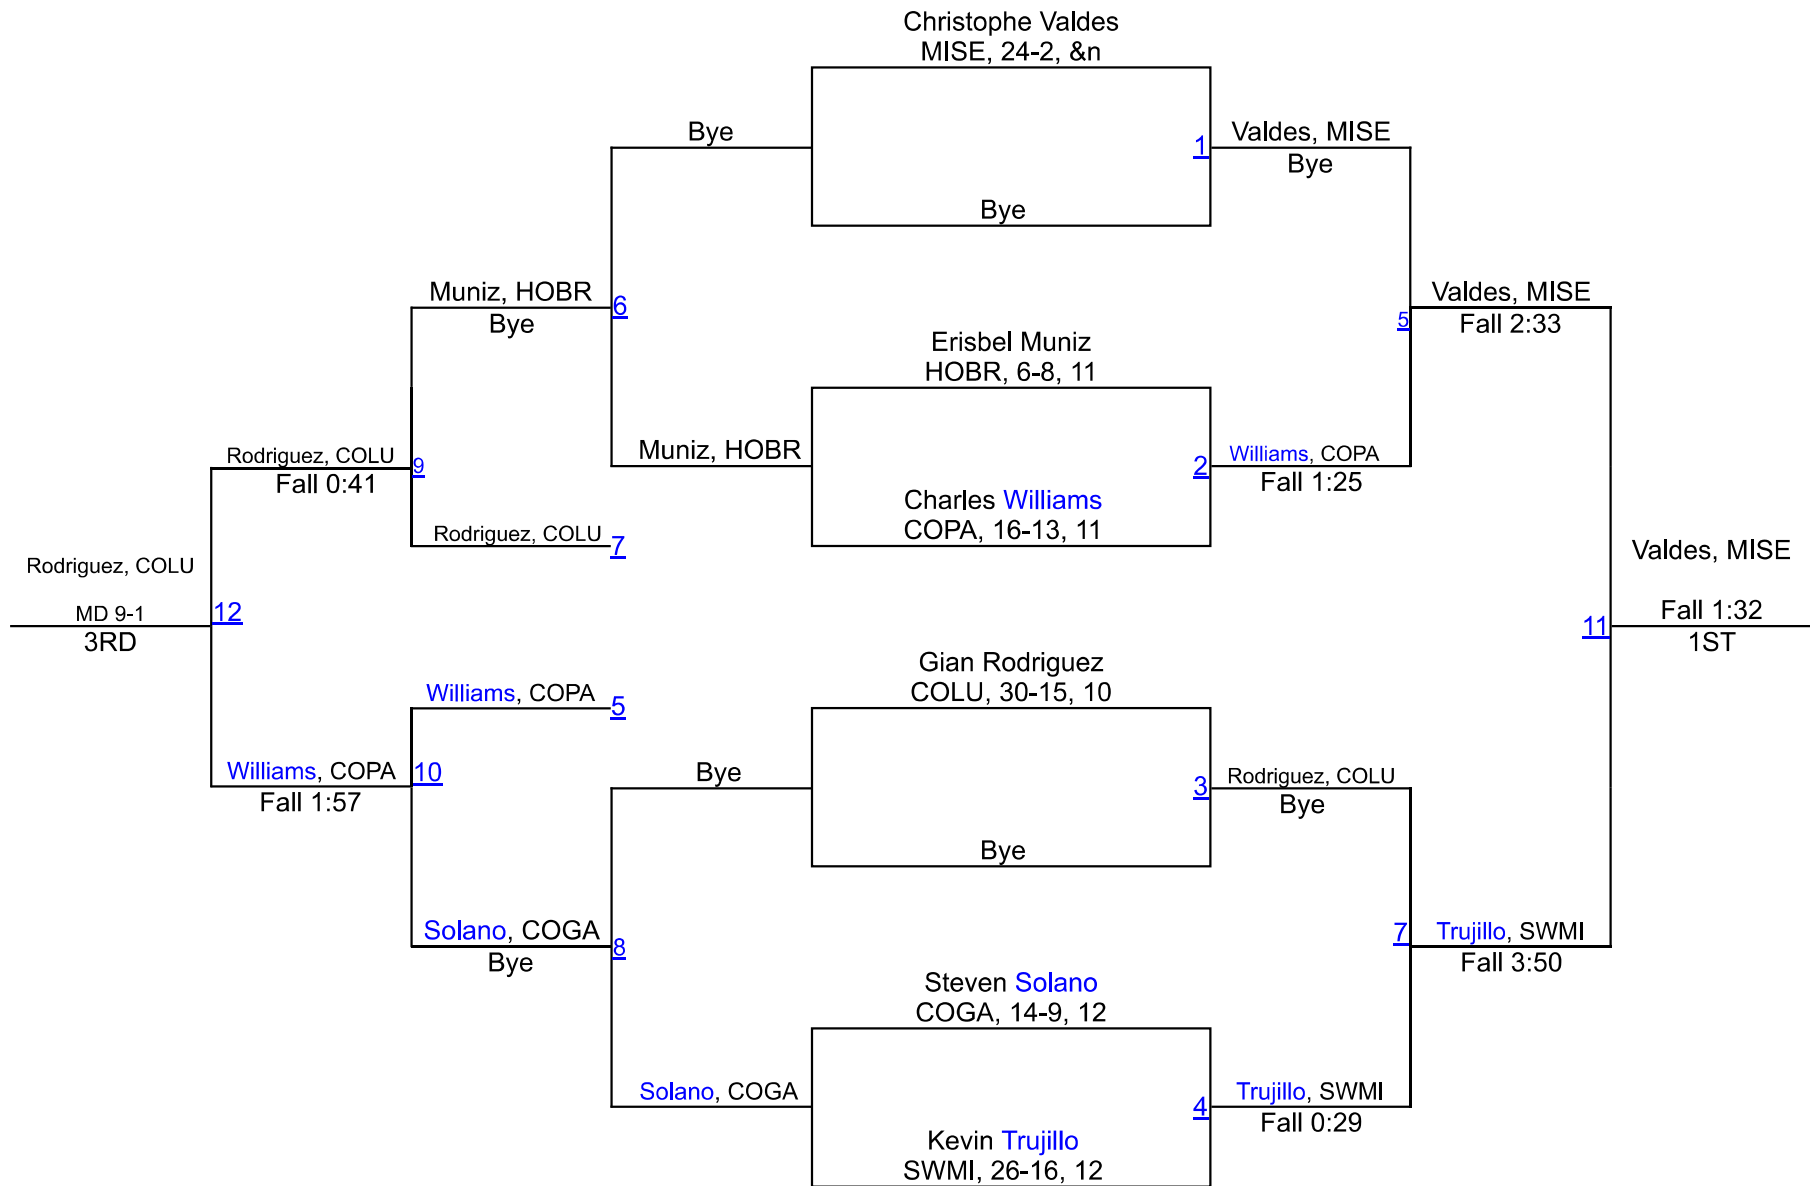 Christophe Valdes
MISE, 24-2, &n
Bye
1
Valdes, MISE
Bye
Bye
Muniz, HOBR
Bye
6
Valdes, MISE
Fall 2:33
5
Erisbel Muniz
HOBR, 6-8, 11
Muniz, HOBR
2
Williams, COPA
Fall 1:25
Rodriguez, COLU
Fall 0:41
9
Charles Williams
COPA, 16-13, 11
Rodriguez, COLU
7
Rodriguez, COLU
MD 9-1
3RD
12
Valdes, MISE
Fall 1:32
1ST
11
Gian Rodriguez
COLU, 30-15, 10
Williams, COPA
5
Williams, COPA
Fall 1:57
10
Bye
3
Rodriguez, COLU
Bye
Bye
Solano, COGA
Bye
8
7
Trujillo, SWMI
Fall 3:50
Steven Solano
COGA, 14-9, 12
Solano, COGA
4
Trujillo, SWMI
Fall 0:29
Kevin Trujillo
SWMI, 26-16, 12